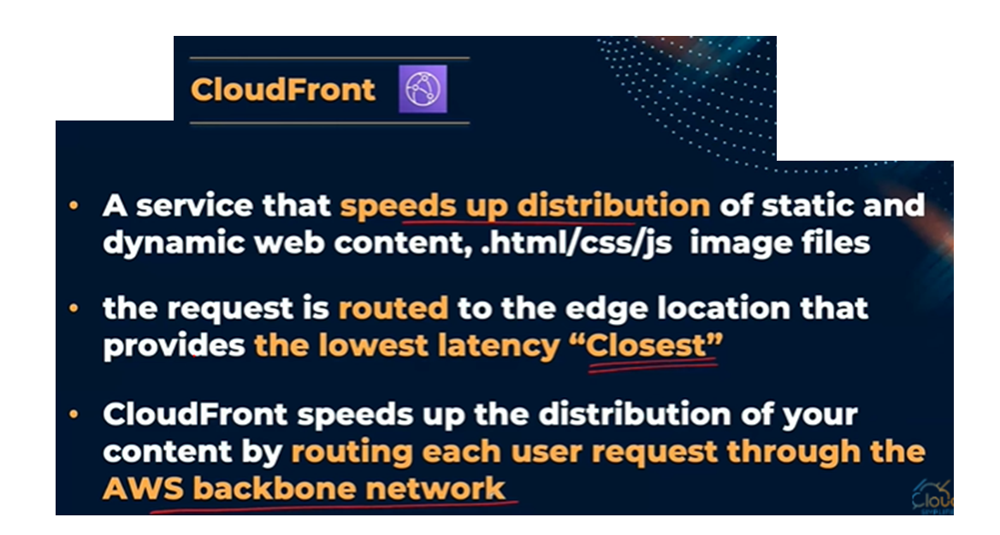 CloudFront
• A service that speeds up distribution of static and
dynamic web content, .html/css/js image files
• the request is routed to the edge location that
provides the lowest latency “Closest”
• CloudFront speeds up the distribution of your
content by routing each user request through the
AWS backbone network